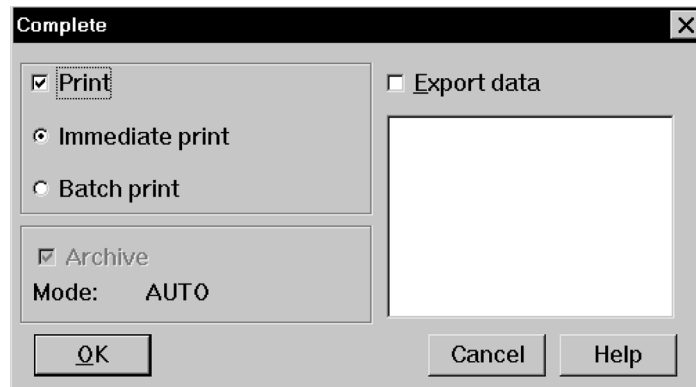 Complete
Print
Immediate print
Batch print
Archive
Mode: AUTO
Export data
OK
Cancel
Help